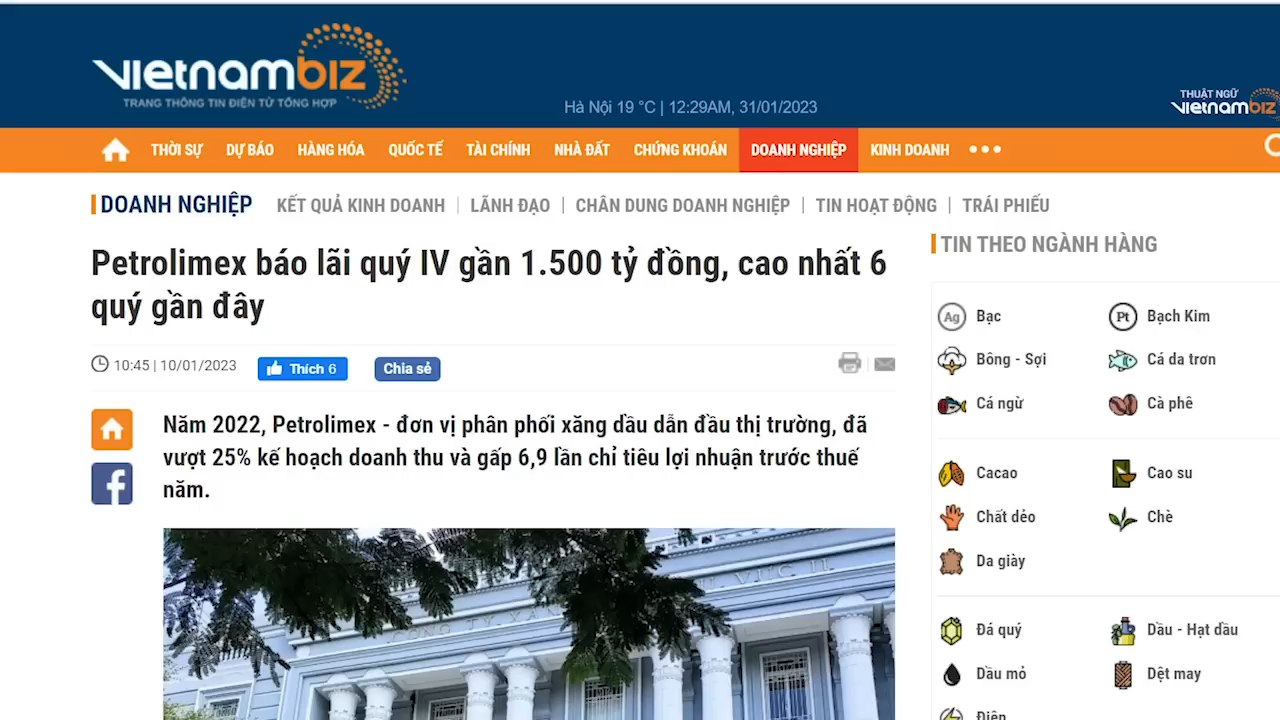 vietnambiz
TRANG THÔNG TIN ĐIỆN TỬ TỔNG HỢP
Hà Nội 19 °C | 12:29AM, 31/01/2023
THUẬT NGỮ
vietnambiz
THỜI SỰ DỰ BÁO HÀNG HÓA QUỐC TẾ TÀI CHÍNH NHÀ ĐẤT CHỨNG KHOÁN DOANH NGHIỆP KINH DOANH
DOANH NGHIỆP KẾT QUẢ KINH DOANH | LÃNH ĐẠO | CHÂN DUNG DOANH NGHIỆP | TIN HOẠT ĐỘNG | TRÁI PHIẾU
Petrolimex báo lãi quý IV gần 1.500 tỷ đồng, cao nhất 6
quý gần đây
10:45 | 10/01/2023 Thích 6 Chia sẻ
Năm 2022, Petrolimex - đơn vị phân phối xăng dầu dẫn đầu thị trường, đã
vượt 25% kế hoạch doanh thu và gấp 6,9 lần chỉ tiêu lợi nhuận trước thuế
năm.
TIN THEO NGÀNH HÀNG
Ag Bạc Pt Bạch Kim
Bông - Sợi Cá da trơn
Cá ngừ Cà phê
Cacao Cao su
Chất dẻo Chè
Da giày
Đá quý Dầu - Hạt dầu
Dầu mỏ Dệt may
Điện